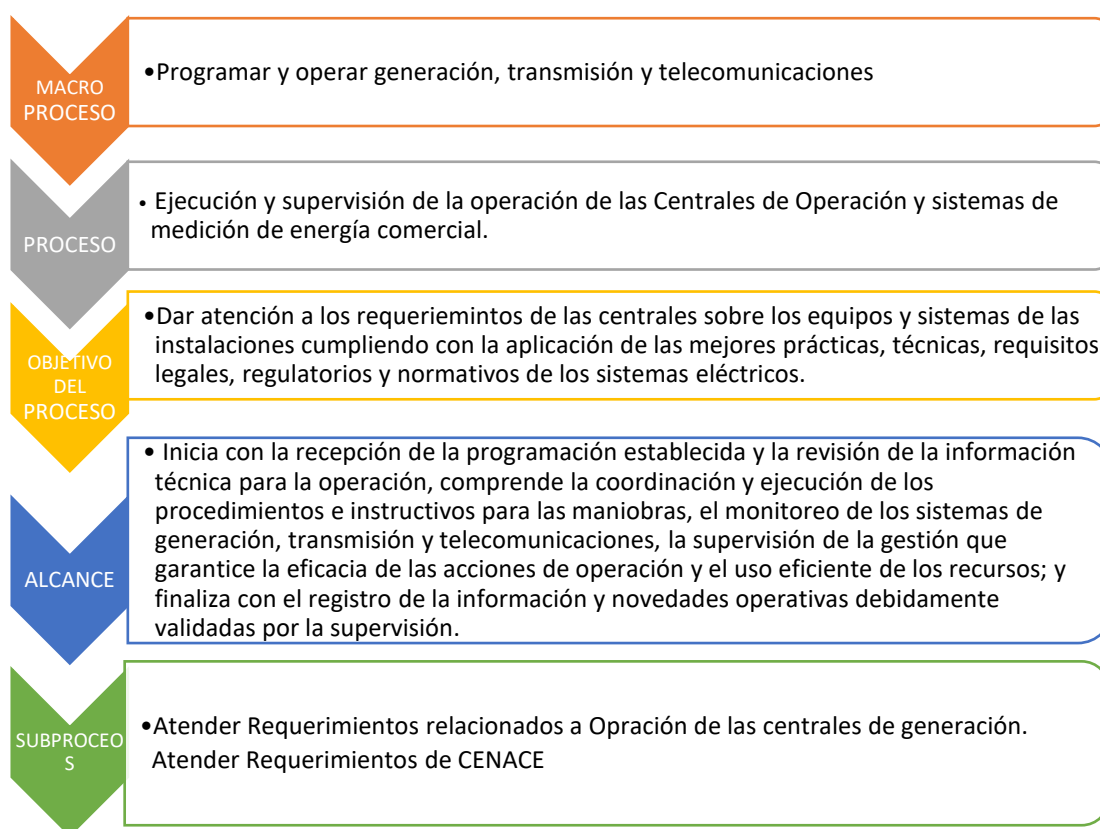 MACRO
PROCESO
•Programar y operar generación, transmisión y telecomunicaciones
PROCESO
• Ejecución y supervisión de la operación de las Centrales de Operación y sistemas de
medición de energía comercial.
OBJETIVO
DEL
PROCESO
•Dar atención a los requeriemintos de las centrales sobre los equipos y sistemas de las
instalaciones cumpliendo con la aplicación de las mejores prácticas, técnicas, requisitos
legales, regulatorios y normativos de los sistemas eléctricos.
ALCANCE
• Inicia con la recepción de la programación establecida y la revisión de la información
técnica para la operación, comprende la coordinación y ejecución de los
procedimientos e instructivos para las maniobras, el monitoreo de los sistemas de
generación, transmisión y telecomunicaciones, la supervisión de la gestión que
garantice la eficacia de las acciones de operación y el uso eficiente de los recursos; y
finaliza con el registro de la información y novedades operativas debidamente
validadas por la supervisión.
SUBPROCEO
S
•Atender Requerimientos relacionados a Opración de las centrales de generación.
Atender Requerimientos de CENACE